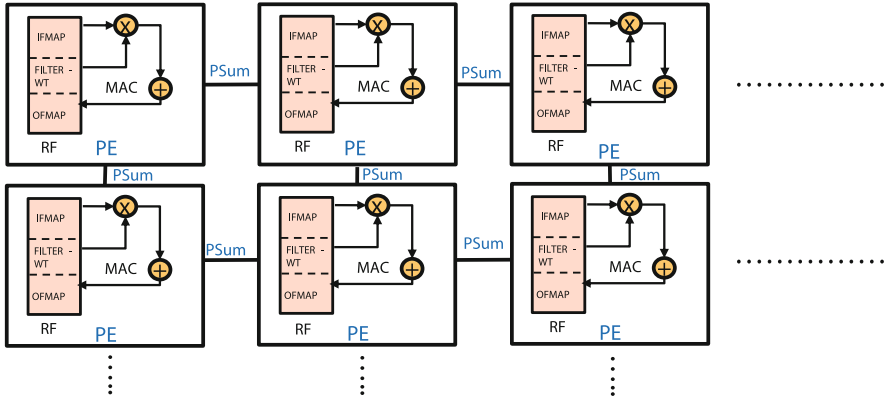 IFMAP
FILTER -
WT
OFMAP
RF
X
+
MAC
PE
PSum
IFMAP
FILTER -
WT
OFMAP
RF
X
+
MAC
PE
PSum
IFMAP
FILTER -
WT
OFMAP
RF
X
+
MAC
PE
PSum
PSum
PSum
IFMAP
FILTER -
WT
OFMAP
RF
X
+
MAC
PE
PSum
IFMAP
FILTER -
WT
OFMAP
RF
X
+
MAC
PE
PSum
IFMAP
FILTER -
WT
OFMAP
RF
X
+
MAC
PE